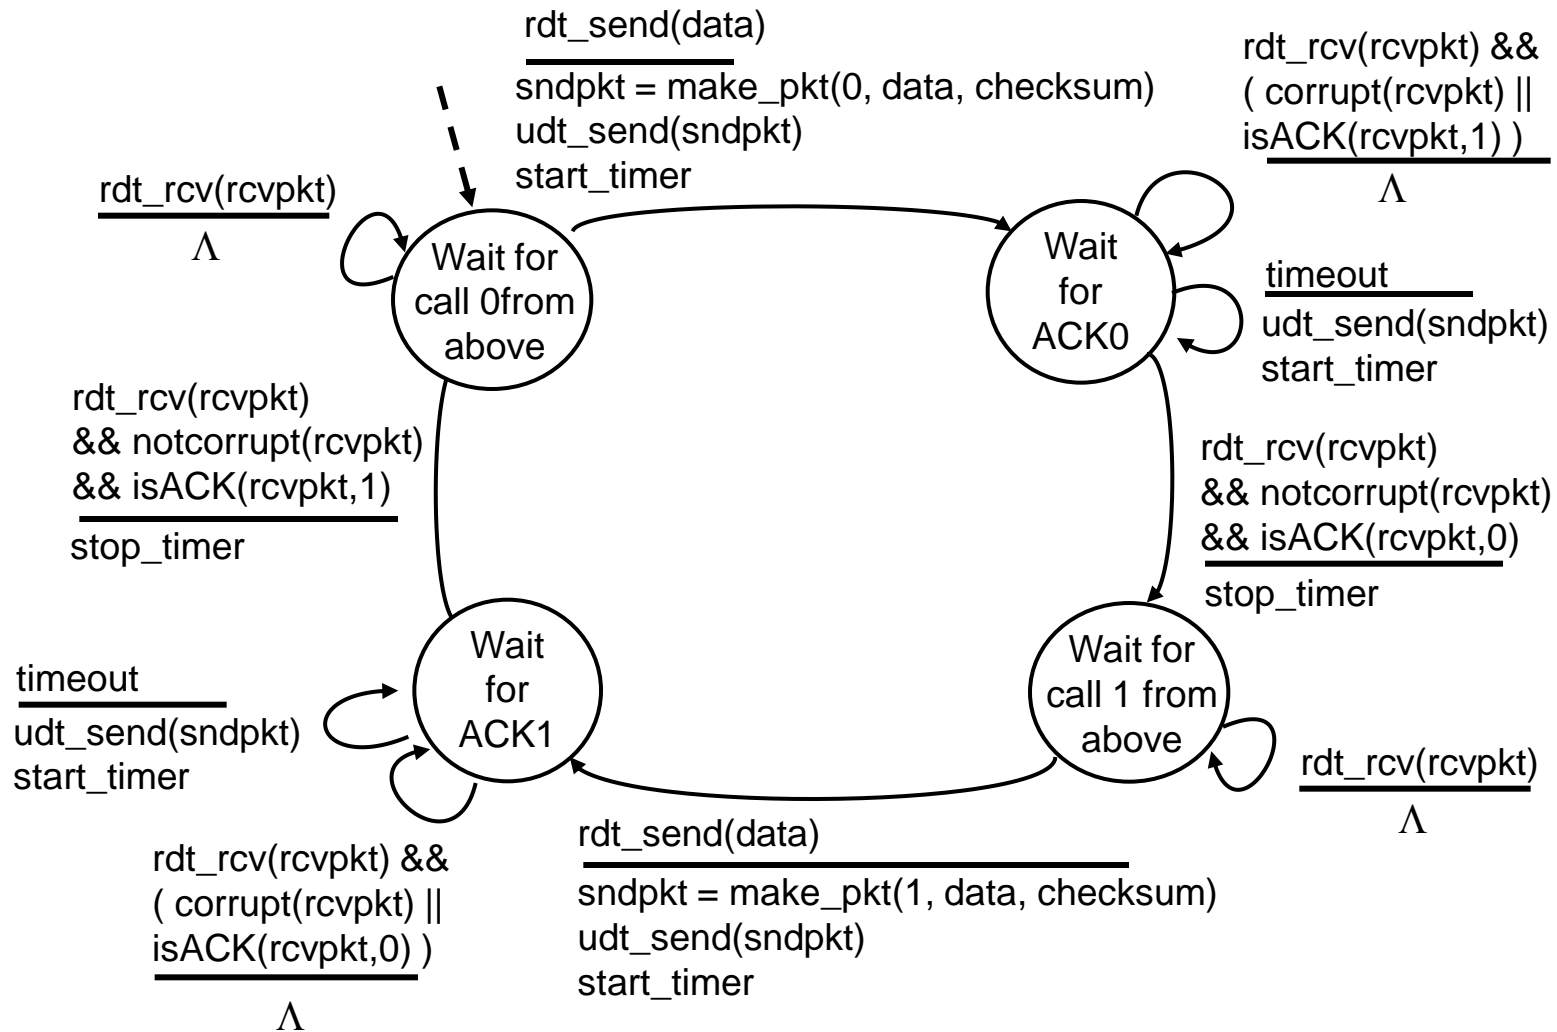 rdt_send(data)
sndpkt = make_pkt(0, data, checksum)
udt_send(sndpkt)
start_timer
rdt_rcv(rcvpkt) &&
( corrupt(rcvpkt) ||
isACK(rcvpkt,1) )
Λ
rdt_rcv(rcvpkt)
Λ
Wait for
call 0from
above
Wait
for
ACK0
timeout
udt_send(sndpkt)
start_timer
rdt_rcv(rcvpkt)
&& notcorrupt(rcvpkt)
&& isACK(rcvpkt,1)
stop_timer
rdt_rcv(rcvpkt)
&& notcorrupt(rcvpkt)
&& isACK(rcvpkt,0)
stop_timer
Wait
for
ACK1
Wait for
call 1 from
above
timeout
udt_send(sndpkt)
start_timer
rdt_rcv(rcvpkt)
Λ
rdt_rcv(rcvpkt) &&
( corrupt(rcvpkt) ||
isACK(rcvpkt,0) )
Λ
rdt_send(data)
sndpkt = make_pkt(1, data, checksum)
udt_send(sndpkt)
start_timer